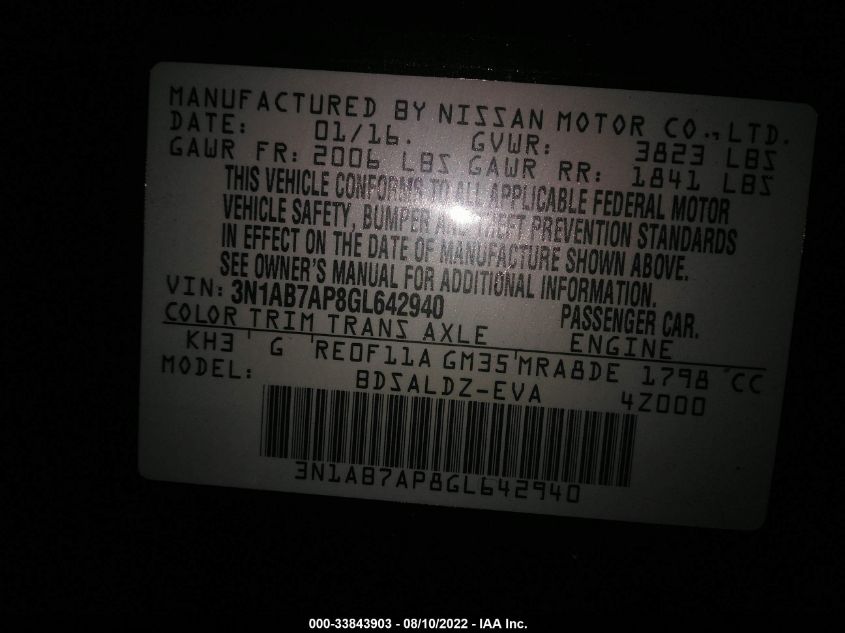 MANUFACTURED BY NISSAN MOTOR CO., LTD.
DATE: 01/16. GVWR: 3823 LBS
GAWR FR: 2006 LBS GAWR RR: 1841 LBS
THIS VEHICLE CONFORMS TO ALL APPLICABLE FEDERAL MOTOR
VEHICLE SAFETY, BUMPER AND THEFT PREVENTION STANDARDS
IN EFFECT ON THE DATE OF MANUFACTURE SHOWN ABOVE.
SEE OWNER'S MANUAL FOR ADDITIONAL INFORMATION.
VIN: 3N1AB7AP8GL642940 PASSENGER CAR.
COLOR TRIM TRANS AXLE ENGINE
KH3 G RE0F11A GM35 MRA8DE 1798 CC
MODEL: BDSALDZ-EVA 4Z000
3N1AB7AP8GL642940
000-33843903 - 08/10/2022 - IAA Inc.